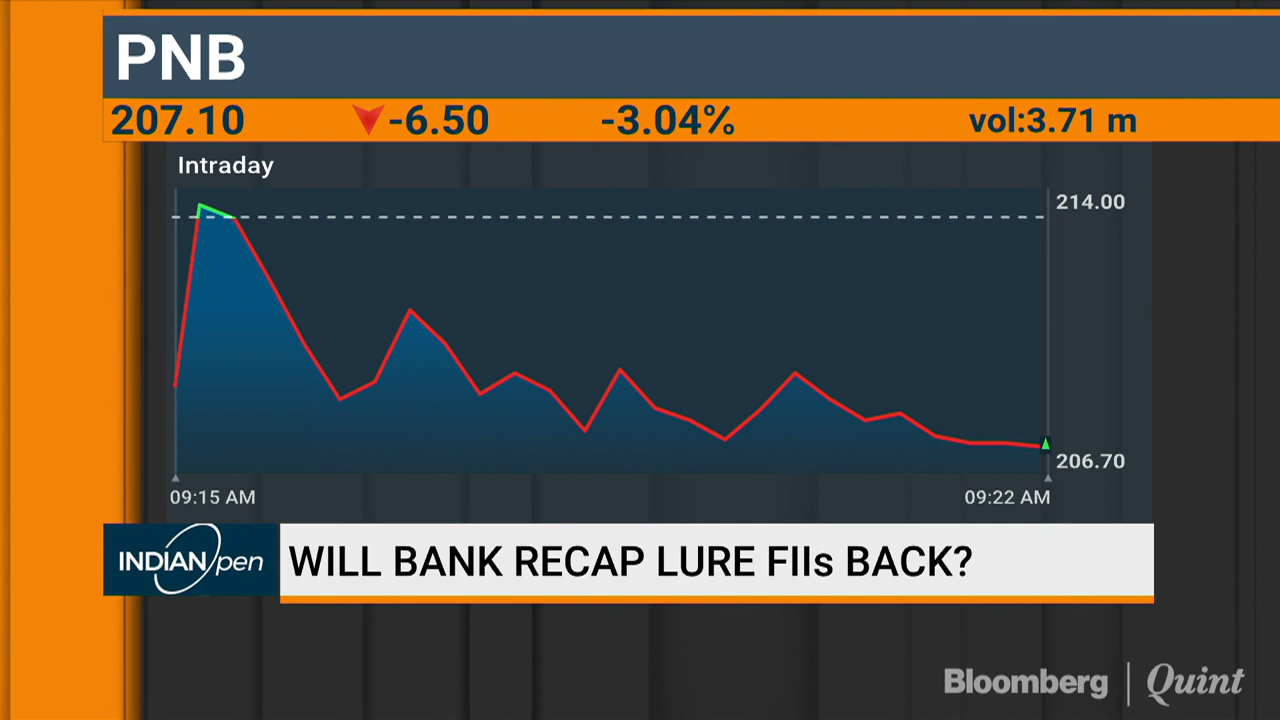 PNB
207.10 -6.50 -3.04% vol:3.71 m
Intraday
214.00
206.70
09:15 AM 09:22 AM
INDIAN Open WILL BANK RECAP LURE FIIs BACK?
Bloomberg | Quint